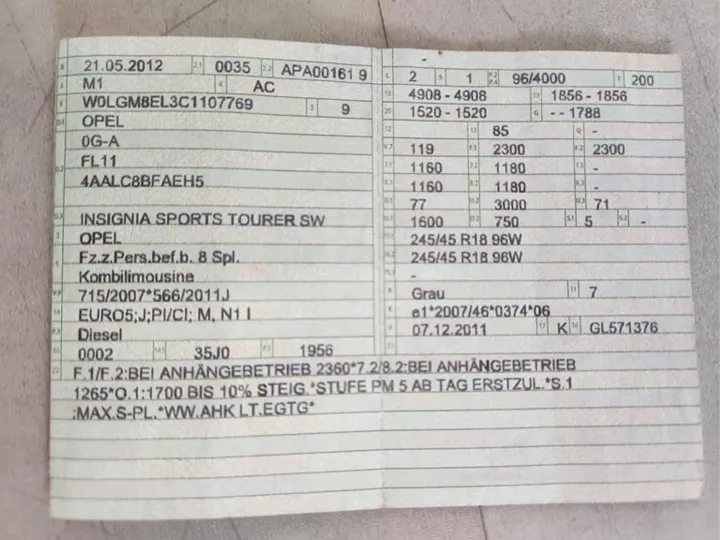 21.05.2012 0035 APA00161 9
M1 AC
W0LGM8EL3C1107769 9
OPEL
0G-A
FL11
4AALC8BFAEH5
INSIGNIA SPORTS TOURER SW
OPEL
Fz.z.Pers.bef.b. 8 Spl.
Kombilimousine
715/2007*566/2011J
EURO5;J;PI/CI; M, N1 I
Diesel
0002 35J0 1956
2 1 96/4000 200
4908 - 4908 1856 - 1856
1520 - 1520 - - 1788
85 -
119 2300 2300
1160 1180 -
1160 1180 -
77 3000 71
1600 750 5 -
245/45 R18 96W
245/45 R18 96W
-
Grau 7
e1*2007/46*0374*06
07.12.2011 K GL571376
F.1/F.2:BEI ANHÄNGEBETRIEB 2360*7.2/8.2:BEI ANHÄNGEBETRIEB
1265*O.1:1700 BIS 10% STEIG.*STUFE PM 5 AB TAG ERSTZUL.*S.1
:MAX.S-PL.*WW.AHK LT.EGTG*